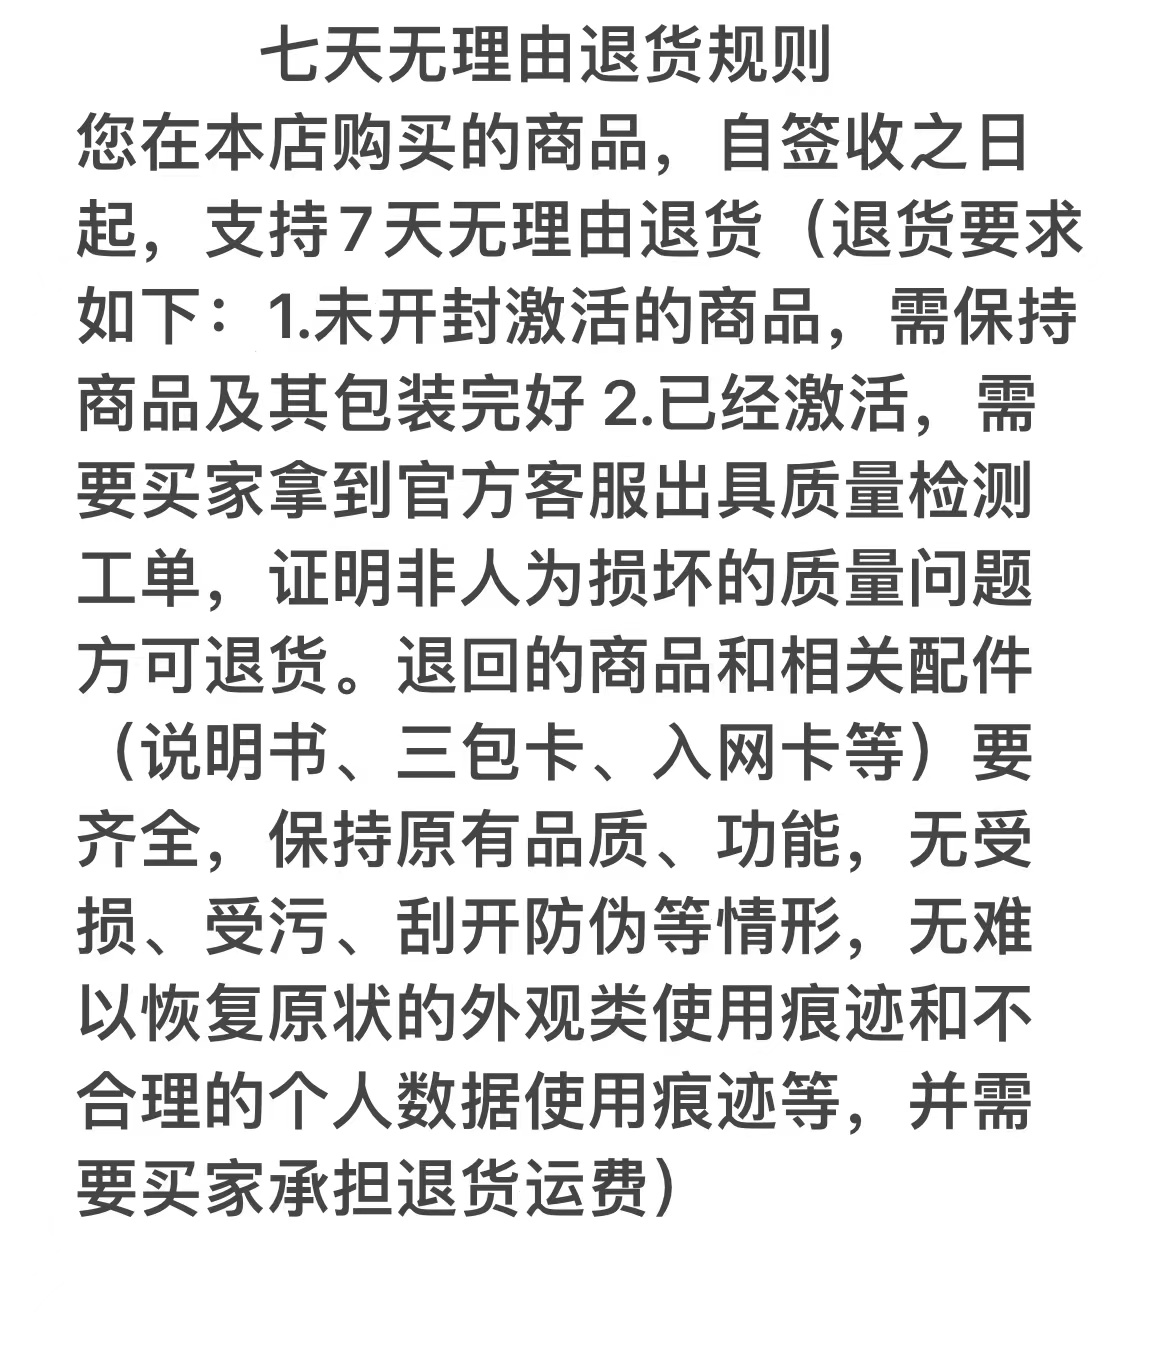 七天无理由退货规则
您在本店购买的商品，自签收之日
起，支持7天无理由退货（退货要求
如下：1.未开封激活的商品，需保持
商品及其包装完好 2.已经激活，需
要买家拿到官方客服出具质量检测
工单，证明非人为损坏的质量问题
方可退货。退回的商品和相关配件
（说明书、三包卡、入网卡等）要
齐全，保持原有品质、功能，无受
损、受污、刮开防伪等情形，无难
以恢复原状的外观类使用痕迹和不
合理的个人数据使用痕迹等，并需
要买家承担退货运费）